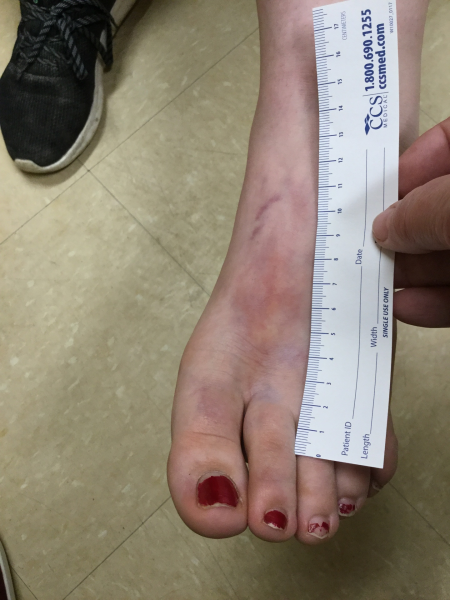 CCS
MEDICAL
1.800.690.1255
ccsmed.com
CENTIMETERS
Patient ID
Date
Length
Width
SINGLE USE ONLY
0
1
2
3
4
5
6
7
8
9
10
11
12
13
14
15
16
17